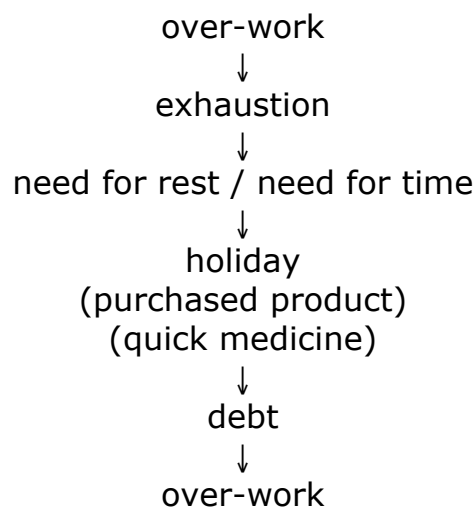 over-work
↓
exhaustion
↓
need for rest / need for time
↓
holiday
(purchased product)
(quick medicine)
↓
debt
↓
over-work